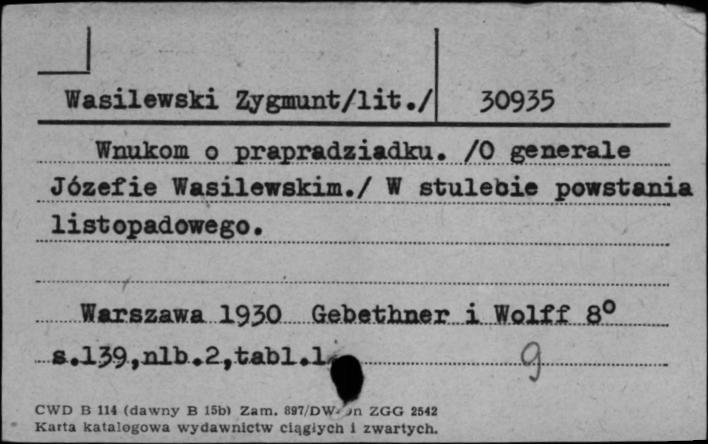 Wasilewski Zygmunt/lit./ 30935
Wnukom o prapradziadku. /O generale
Józefie Wasilewskim./ W stulebie powstania
listopadowego.
Warszawa 1930 Gebethner i Wolff 8°
s.139,nlb.2,tabl.1
9
CWD B 114 (dawny B 15b) Zam. 897/DW ZGG 2542
Karta katalogowa wydawnictw ciągłych i zwartych.